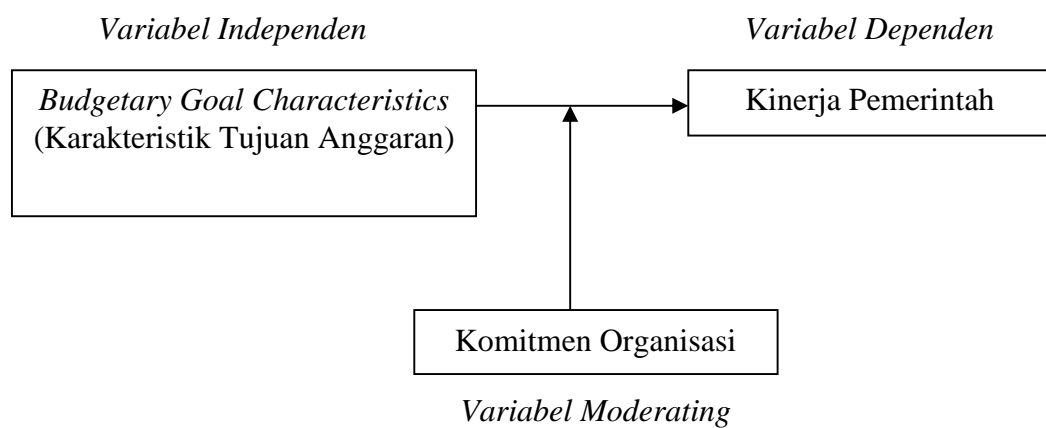 Variabel Independen
Variabel Dependen
Budgetary Goal Characteristics
(Karakteristik Tujuan Anggaran)
Kinerja Pemerintah
Komitmen Organisasi
Variabel Moderating